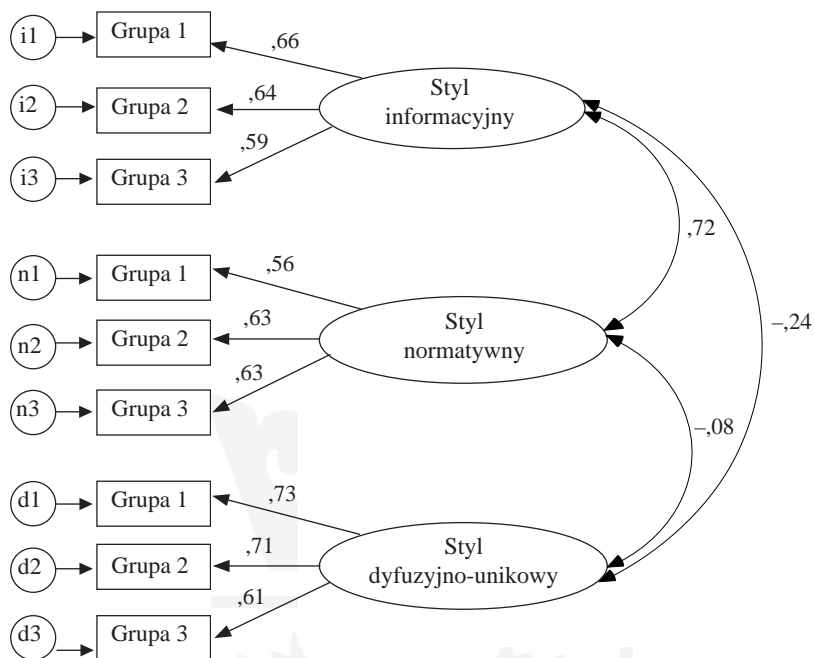 i1
Grupa 1
,66
i2
Grupa 2
,64
Styl
informacyjny
i3
Grupa 3
,59
,72
n1
Grupa 1
,56
n2
Grupa 2
,63
Styl
normatywny
–,24
n3
Grupa 3
,63
–,08
d1
Grupa 1
,73
d2
Grupa 2
,71
Styl
dyfuzyjno-unikowy
d3
Grupa 3
,61